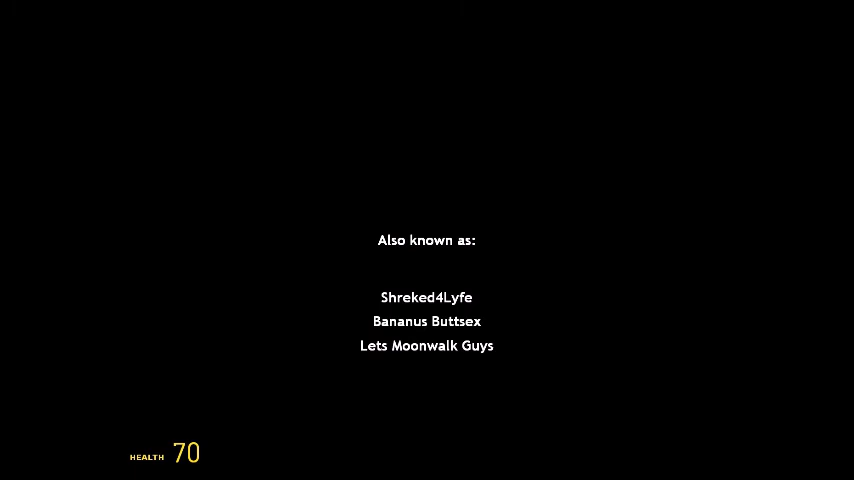 Also known as:
Shreked4Lyfe
Bananus Buttsex
Lets Moonwalk Guys
HEALTH 70